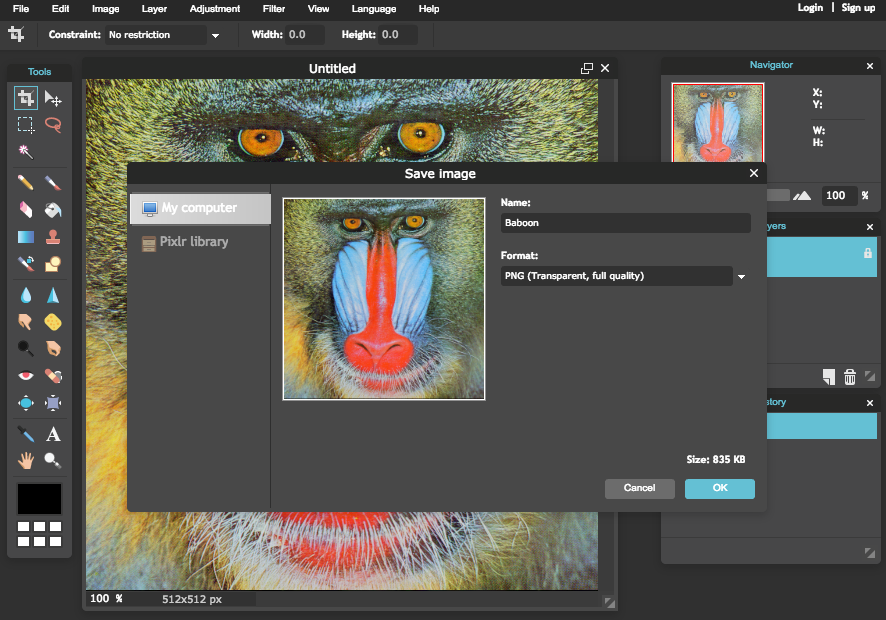 File Edit Image Layer Adjustment Filter View Language Help Login | Sign up
Constraint: No restriction Width: 0.0 Height: 0.0
Tools
Untitled
Navigator
X:
Y:
W:
H:
100 %
Save image
My computer
Pixlr library
Name:
Baboon
Format:
PNG (Transparent, full quality)
Size: 835 KB
Cancel OK
yers
story
A
100 % 512x512 px